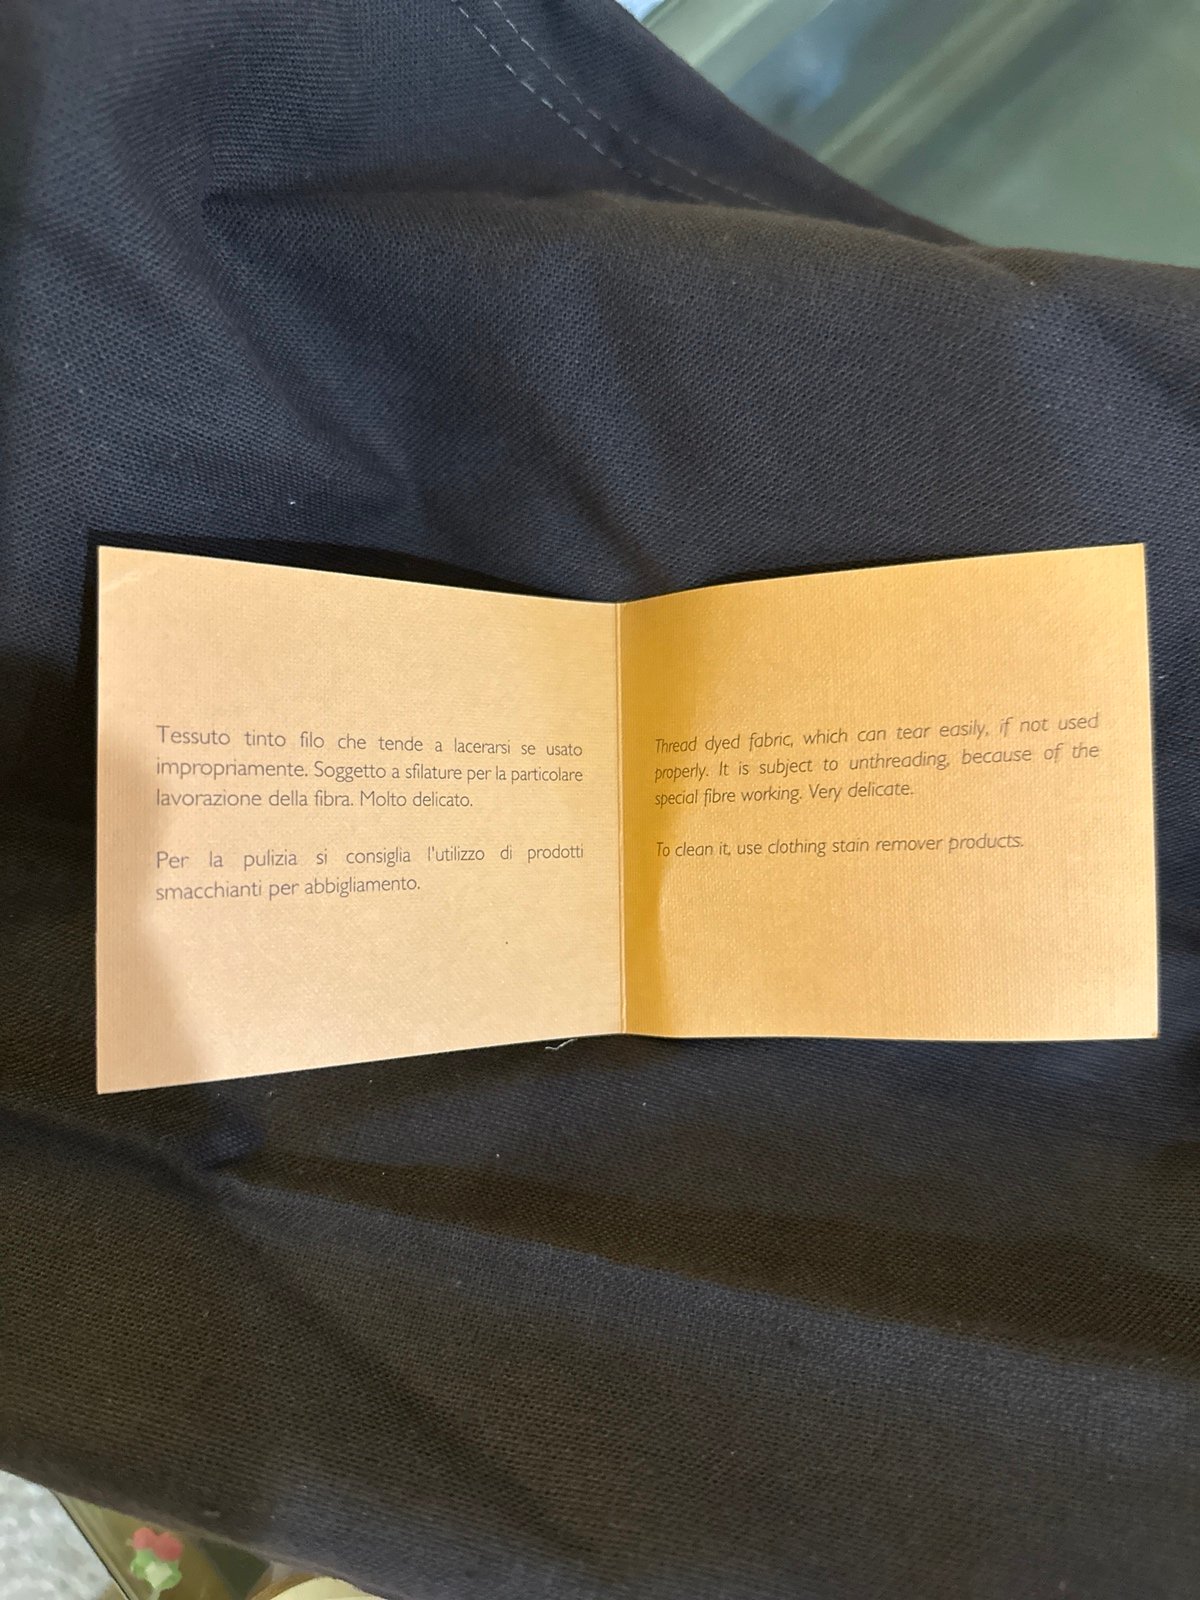 Tessuto tinto filo che tende a lacerarsi se usato
impropriamente. Soggetto a sfilature per la particolare
lavorazione della fibra. Molto delicato.
Per la pulizia si consiglia l'utilizzo di prodotti
smacchianti per abbigliamento.
Thread dyed fabric, which can tear easily, if not used
properly. It is subject to unthreading, because of the
special fibre working. Very delicate.
To clean it, use clothing stain remover products.